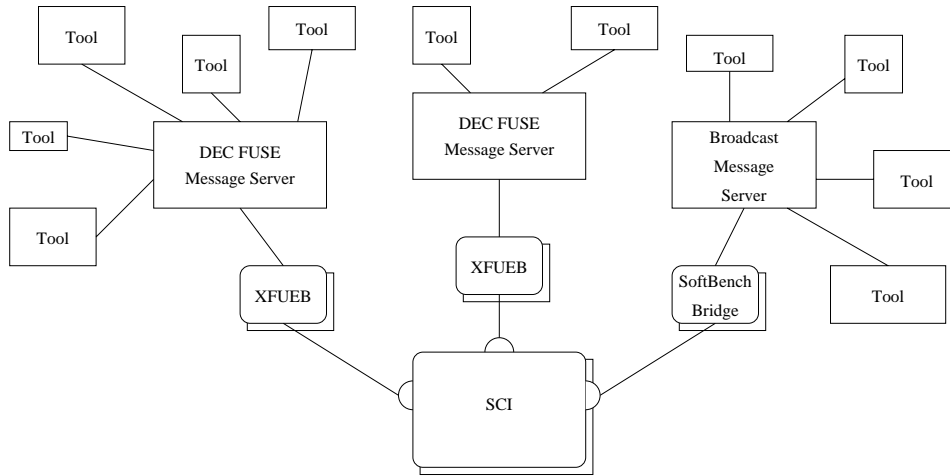 Tool
Tool
Tool
Tool
Tool
DEC FUSE
Message Server
XFUEB
Tool
Tool
DEC FUSE
Message Server
XFUEB
Tool
Tool
Broadcast
Message
Server
Tool
Tool
SoftBench
Bridge
SCI